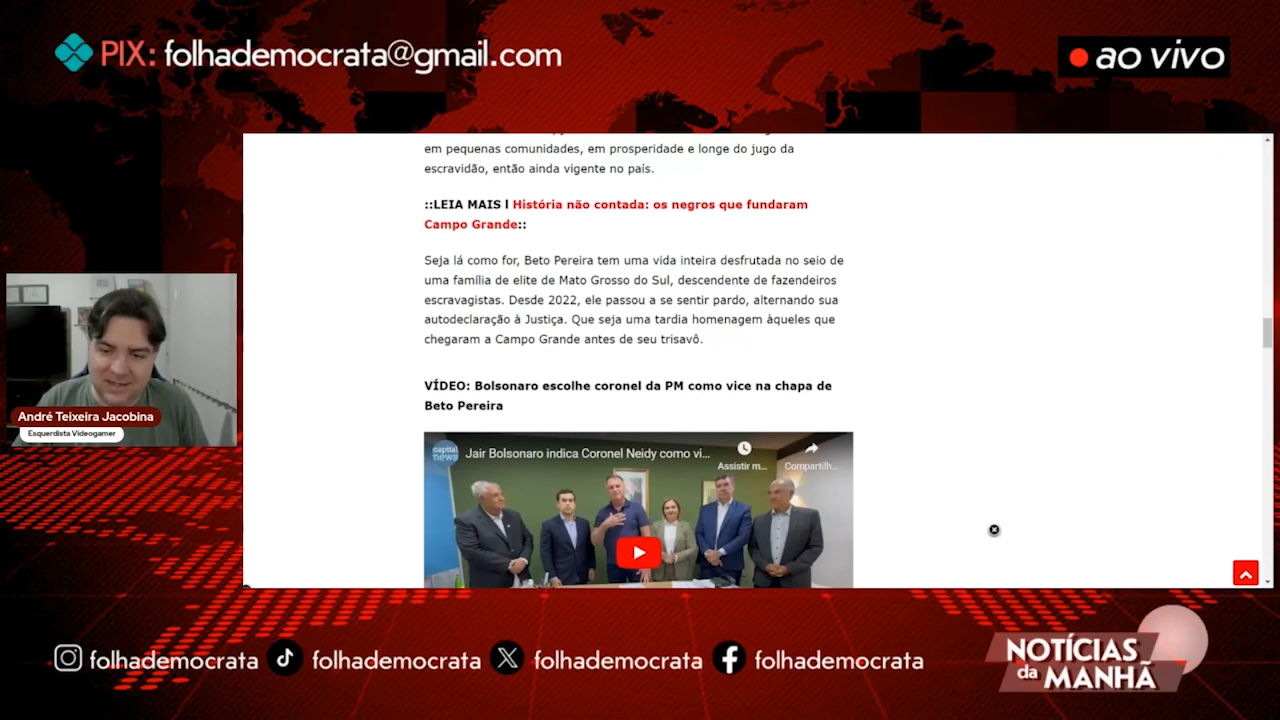 PIX: folhademocrata@gmail.com
ao vivo
em pequenas comunidades, em prosperidade e longe do jugo da
escravidão, então ainda vigente no país.
::LEIA MAIS l História não contada: os negros que fundaram
Campo Grande::
Seja lá como for, Beto Pereira tem uma vida inteira desfrutada no seio de
uma família de elite de Mato Grosso do Sul, descendente de fazendeiros
escravagistas. Desde 2022, ele passou a se sentir pardo, alternando sua
autodeclaração à Justiça. Que seja uma tardia homenagem àqueles que
chegaram a Campo Grande antes de seu trisavô.
VÍDEO: Bolsonaro escolhe coronel da PM como vice na chapa de
Beto Pereira
capital
news
Jair Bolsonaro indica Coronel Neidy como vi...
Assistir m...
Compartilh...
André Teixeira Jacobina
Esquerdista Videogamer
folhademocrata
folhademocrata
folhademocrata
folhademocrata
NOTÍCIAS
da MANHÃ